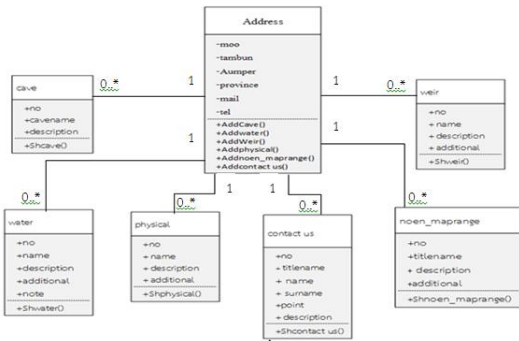 Address
-moo
-tambun
-Aumper
-province
-mail
-tel
+AddCave()
+Addwater()
+AddWeir()
+Addphysical()
+Addnoen_maprange()
+Addcontact us()
cave
+no
+cavename
+description
+Shcave()
0..*
1
1
0..*
weir
+no
+ name
+ description
+ additional
+Shweir()
1
1
0..*
1
0..*
1
0..*
0..*
water
+no
+name
+description
+additional
+note
+Shwater()
physical
+no
+ name
+ description
+ additional
+Shphysical()
contact us
+no
+ titlename
+ name
+ surname
+point
+ description
+Shcontact us()
noen_maprange
+no
+titlename
+ description
+additional
+Shnoen_maprange()